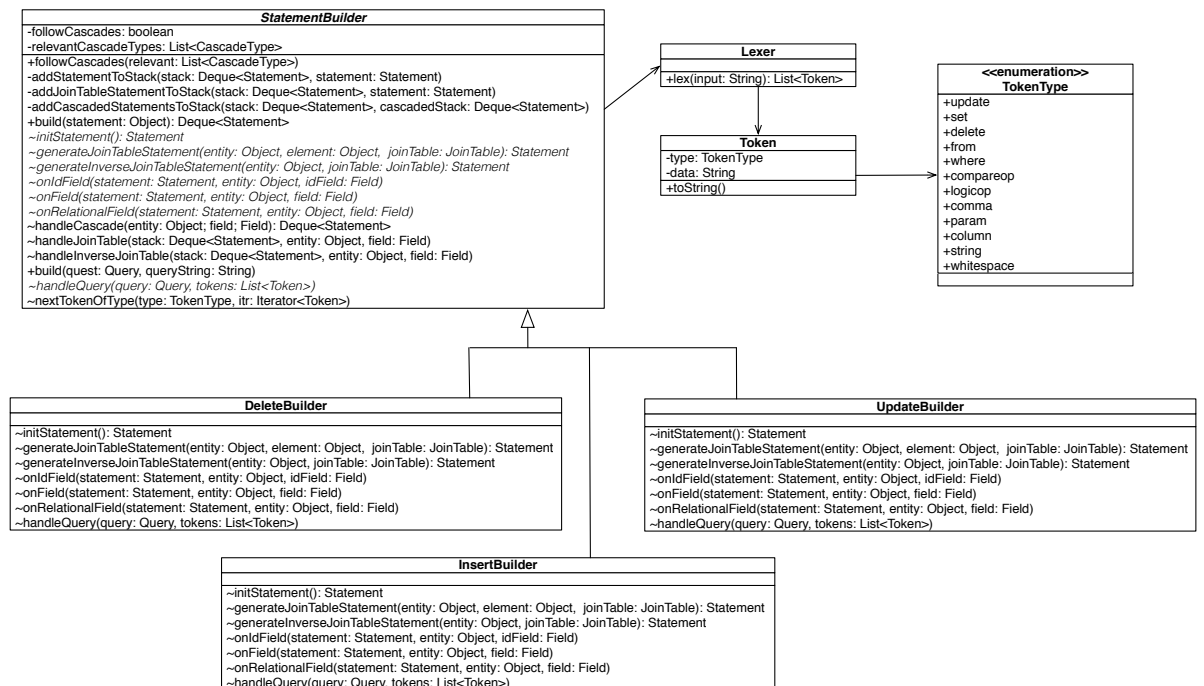 StatementBuilder
-followCascades: boolean
-relevantCascadeTypes: List<CascadeType>
+followCascades(relevant: List<CascadeType>)
-addStatementToStack(stack: Deque<Statement>, statement: Statement)
-addJoinTableStatementToStack(stack: Deque<Statement>, statement: Statement)
-addCascadedStatementsToStack(stack: Deque<Statement>, cascadedStack: Deque<Statement>)
+build(statement: Object): Deque<Statement>
~initStatement(): Statement
~generateJoinTableStatement(entity: Object, element: Object, joinTable: JoinTable): Statement
~generateInverseJoinTableStatement(entity: Object, joinTable: JoinTable): Statement
~onIdField(statement: Statement, entity: Object, idField: Field)
~onField(statement: Statement, entity: Object, field: Field)
~onRelationalField(statement: Statement, entity: Object, field: Field)
~handleCascade(entity: Object; field; Field): Deque<Statement>
~handleJoinTable(stack: Deque<Statement>, entity: Object, field: Field)
~handleInverseJoinTable(stack: Deque<Statement>, entity: Object, field: Field)
+build(quest: Query, queryString: String)
~handleQuery(query: Query, tokens: List<Token>)
~nextTokenOfType(type: TokenType, itr: Iterator<Token>)
Lexer
+lex(input: String): List<Token>
Token
-type: TokenType
-data: String
+toString()
<<enumeration>>
TokenType
+update
+set
+delete
+from
+where
+compareop
+logicop
+comma
+param
+column
+string
+whitespace
DeleteBuilder
~initStatement(): Statement
~generateJoinTableStatement(entity: Object, element: Object, joinTable: JoinTable): Statement
~generateInverseJoinTableStatement(entity: Object, joinTable: JoinTable): Statement
~onIdField(statement: Statement, entity: Object, idField: Field)
~onField(statement: Statement, entity: Object, field: Field)
~onRelationalField(statement: Statement, entity: Object, field: Field)
~handleQuery(query: Query, tokens: List<Token>)
UpdateBuilder
~initStatement(): Statement
~generateJoinTableStatement(entity: Object, element: Object, joinTable: JoinTable): Statement
~generateInverseJoinTableStatement(entity: Object, joinTable: JoinTable): Statement
~onIdField(statement: Statement, entity: Object, idField: Field)
~onField(statement: Statement, entity: Object, field: Field)
~onRelationalField(statement: Statement, entity: Object, field: Field)
~handleQuery(query: Query, tokens: List<Token>)
InsertBuilder
~initStatement(): Statement
~generateJoinTableStatement(entity: Object, element: Object, joinTable: JoinTable): Statement
~generateInverseJoinTableStatement(entity: Object, joinTable: JoinTable): Statement
~onIdField(statement: Statement, entity: Object, idField: Field)
~onField(statement: Statement, entity: Object, field: Field)
~onRelationalField(statement: Statement, entity: Object, field: Field)
~handleQuery(query: Query, tokens: List<Token>)